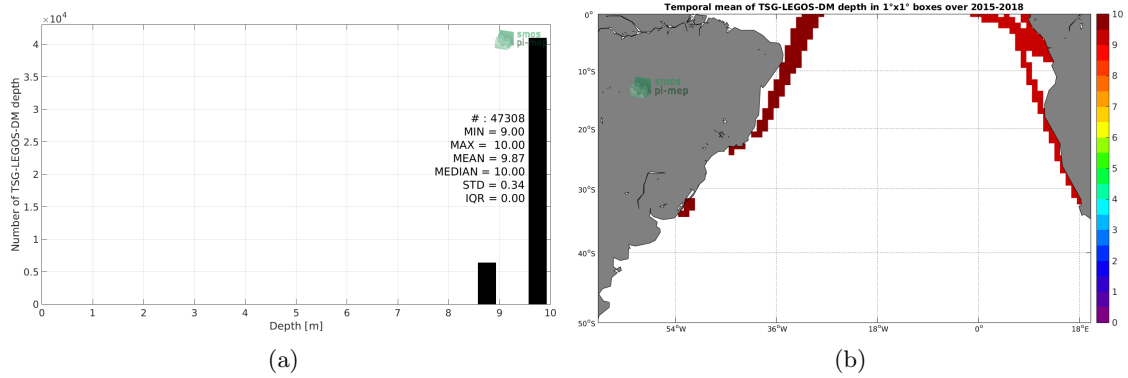 ×10⁴
4
3.5
3
2.5
2
1.5
1
0.5
0
Number of TSG-LEGOS-DM depth
smos
pi-mep
# : 47308
MIN = 9.00
MAX = 10.00
MEAN = 9.87
MEDIAN = 10.00
STD = 0.34
IQR = 0.00
0 1 2 3 4 5 6 7 8 9 10
Depth [m]
(a)
Temporal mean of TSG-LEGOS-DM depth in 1°x1° boxes over 2015-2018
0°
10°S
20°S
30°S
40°S
50°S
smos
pi-mep
54°W 36°W 18°W 0° 18°E
10
9
8
7
6
5
4
3
2
1
0
(b)